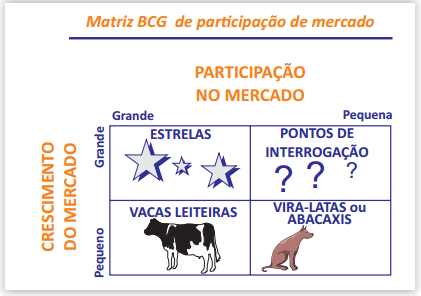 Matriz BCG de participação de mercado
PARTICIPAÇÃO
NO MERCADO
Grande
Pequena
CRESCIMENTO
DO MERCADO
Grande
ESTRELAS
PONTOS DE
INTERROGAÇÃO
? ? ?
Pequeno
VACAS LEITEIRAS
VIRA-LATAS ou
ABACAXIS